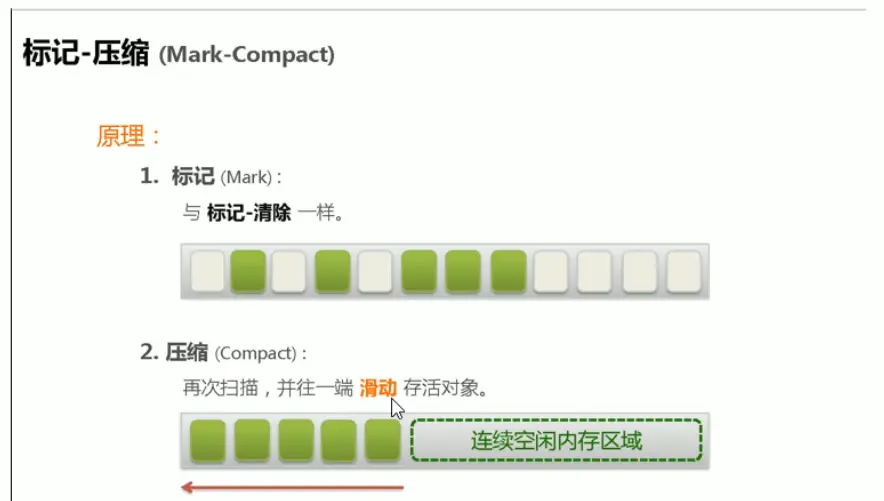 标记-压缩 (Mark-Compact)
原理：
1. 标记 (Mark) :
与 标记-清除 一样。
2. 压缩 (Compact) :
再次扫描，并往一端 滑动 存活对象。
连续空闲内存区域